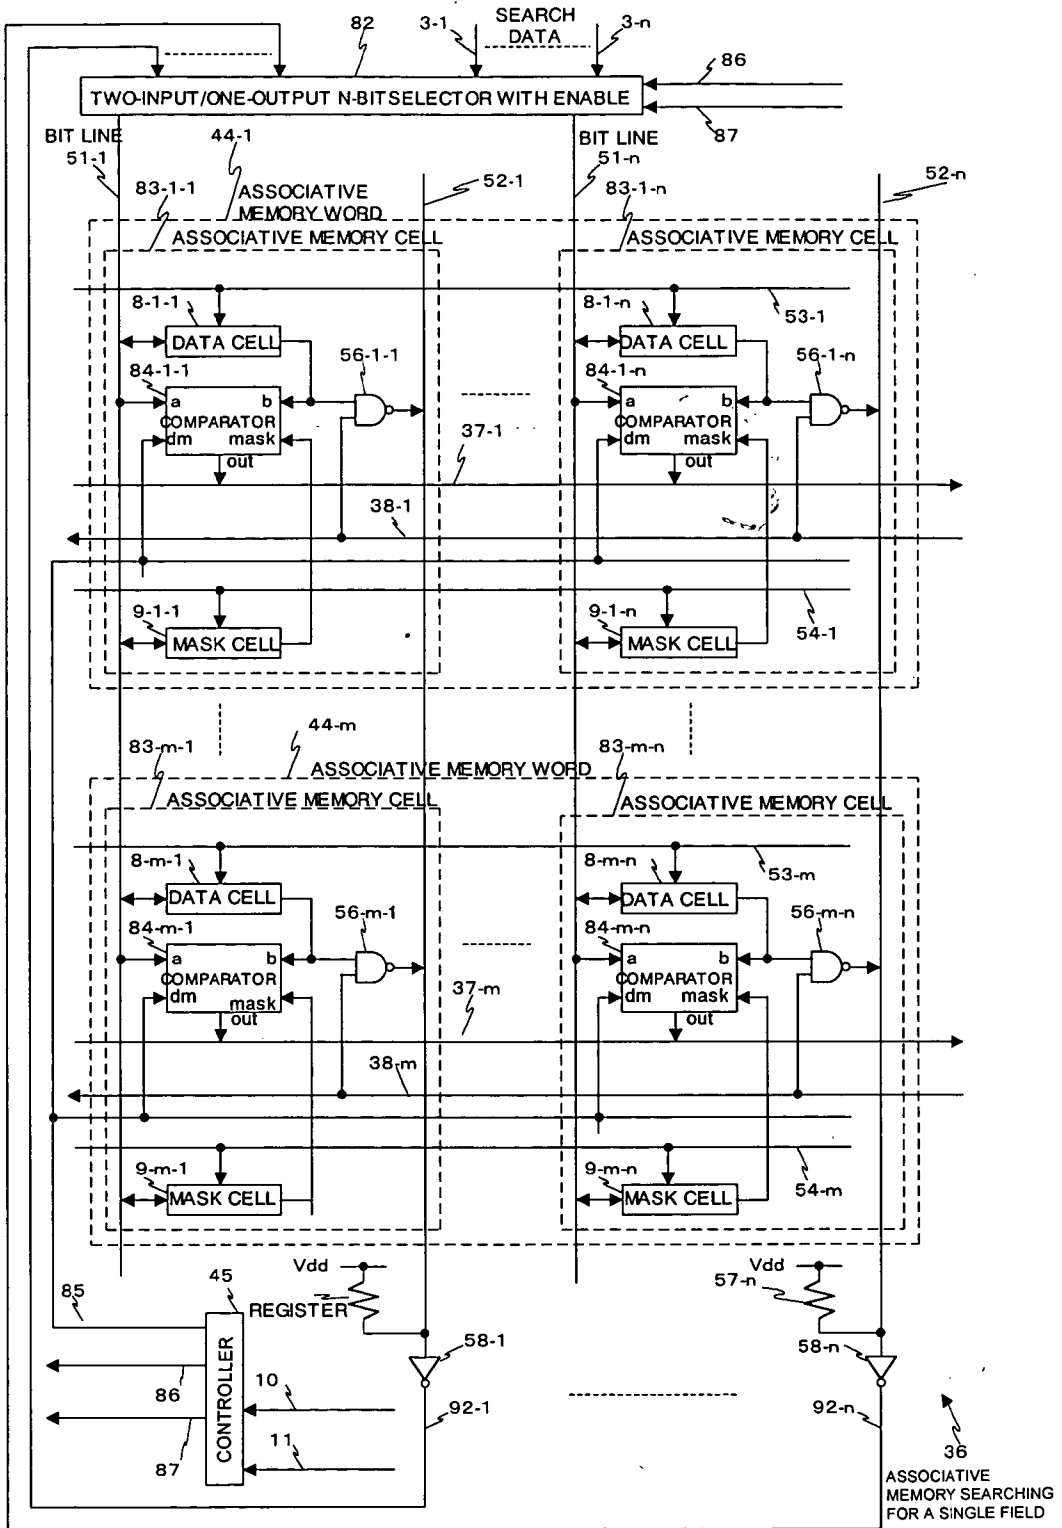 82
3-1
SEARCH
DATA
3-n
TWO-INPUT/ONE-OUTPUT N-BIT SELECTOR WITH ENABLE
86
87
BIT LINE
51-1
44-1
BIT LINE
51-n
83-1-1
ASSOCIATIVE
MEMORY WORD
52-1
83-1-n
52-n
ASSOCIATIVE MEMORY CELL
ASSOCIATIVE MEMORY CELL
8-1-1
DATA CELL
8-1-n
DATA CELL
53-1
84-1-1
56-1-1
84-1-n
56-1-n
a b
COMPARATOR
dm mask
out
a b
COMPARATOR
dm mask
out
37-1
38-1
9-1-1
MASK CELL
9-1-n
MASK CELL
54-1
83-m-1
44-m
83-m-n
ASSOCIATIVE MEMORY WORD
ASSOCIATIVE MEMORY CELL
ASSOCIATIVE MEMORY CELL
8-m-1
DATA CELL
8-m-n
DATA CELL
53-m
84-m-1
56-m-1
84-m-n
56-m-n
a b
COMPARATOR
dm mask
out
a b
COMPARATOR
dm mask
out
37-m
38-m
9-m-1
MASK CELL
9-m-n
MASK CELL
54-m
Vdd
Vdd
85
45
REGISTER
57-n
CONTROLLER
58-1
58-n
86
10
92-1
92-n
87
11
36
ASSOCIATIVE
MEMORY SEARCHING
FOR A SINGLE FIELD